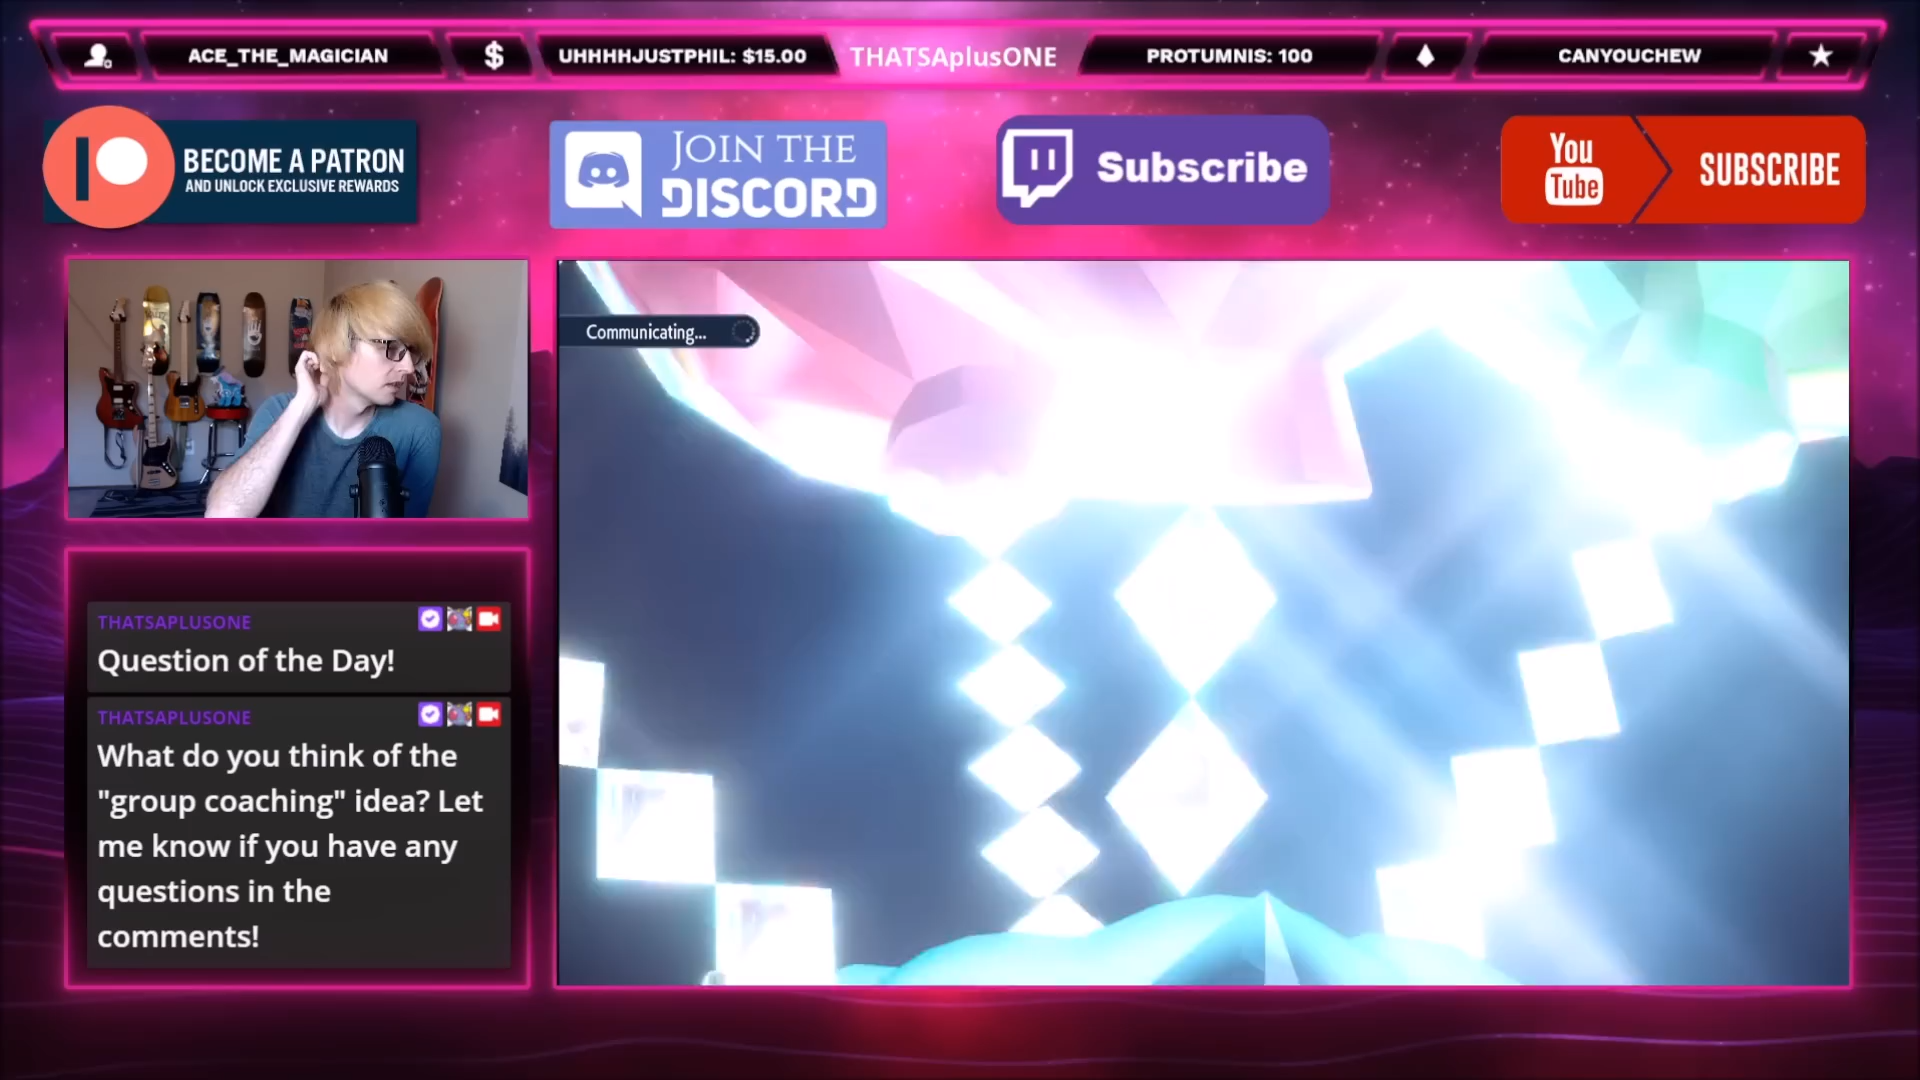 ACE_THE_MAGICIAN
$
UHHHHJUSTPHIL: $15.00
THATSAplusONE
PROTUMNIS: 100
CANYOUCHEW
BECOME A PATRON
AND UNLOCK EXCLUSIVE REWARDS
JOIN THE
DISCORD
Subscribe
You
Tube
SUBSCRIBE
Communicating...
THATSAPLUSONE
Question of the Day!
THATSAPLUSONE
What do you think of the
"group coaching" idea? Let
me know if you have any
questions in the
comments!